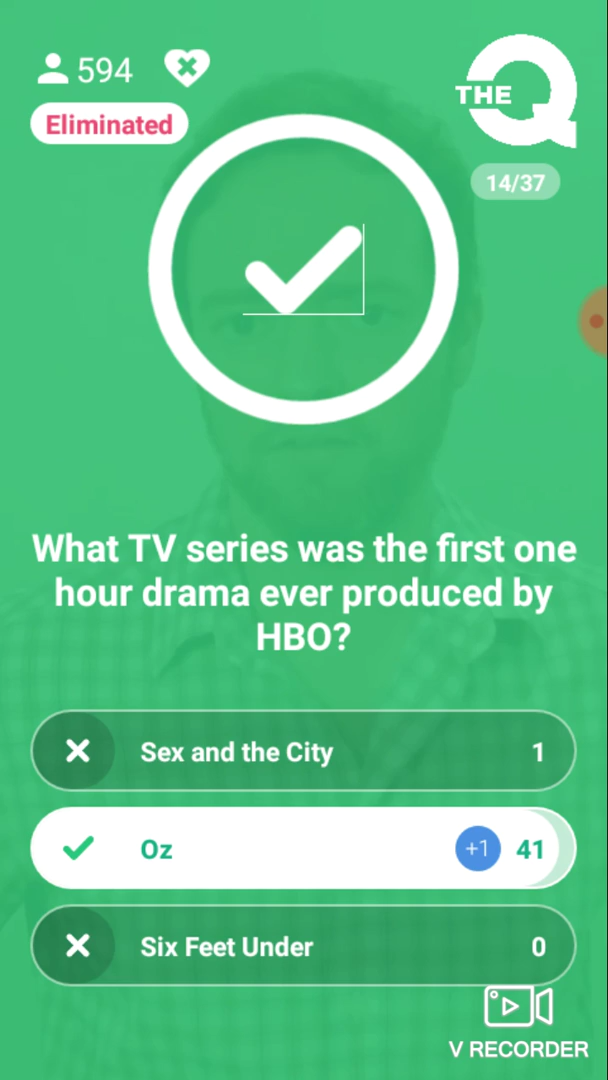 594
Eliminated
THE Q
14/37
What TV series was the first one
hour drama ever produced by
HBO?
Sex and the City 1
Oz +1 41
Six Feet Under 0
V RECORDER